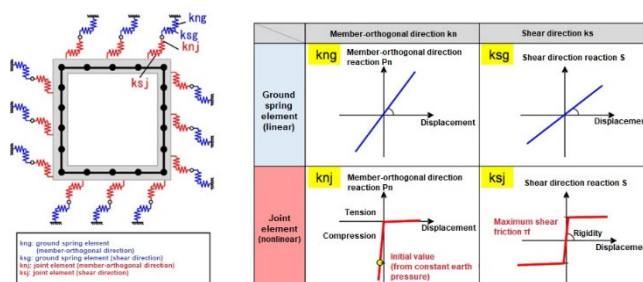 kng
ksg
knj
ksj
kng: ground spring element
(member-orthogonal direction)
ksg: ground spring element (shear direction)
knj: joint element (member-orthogonal direction)
ksj: joint element (shear direction)
Member-orthogonal direction kn
Shear direction ks
Ground
spring
element
(linear)
kng
Member-orthogonal direction
reaction Pn
Displacement
ksg
Shear direction reaction S
Displacement
Joint
element
(nonlinear)
knj
Member-orthogonal direction
reaction Pn
Tension
Compression
Displacement
Initial value
(from constant earth
pressure)
ksj
Shear direction reaction S
Maximum shear
friction τf
Rigidity
Displacement